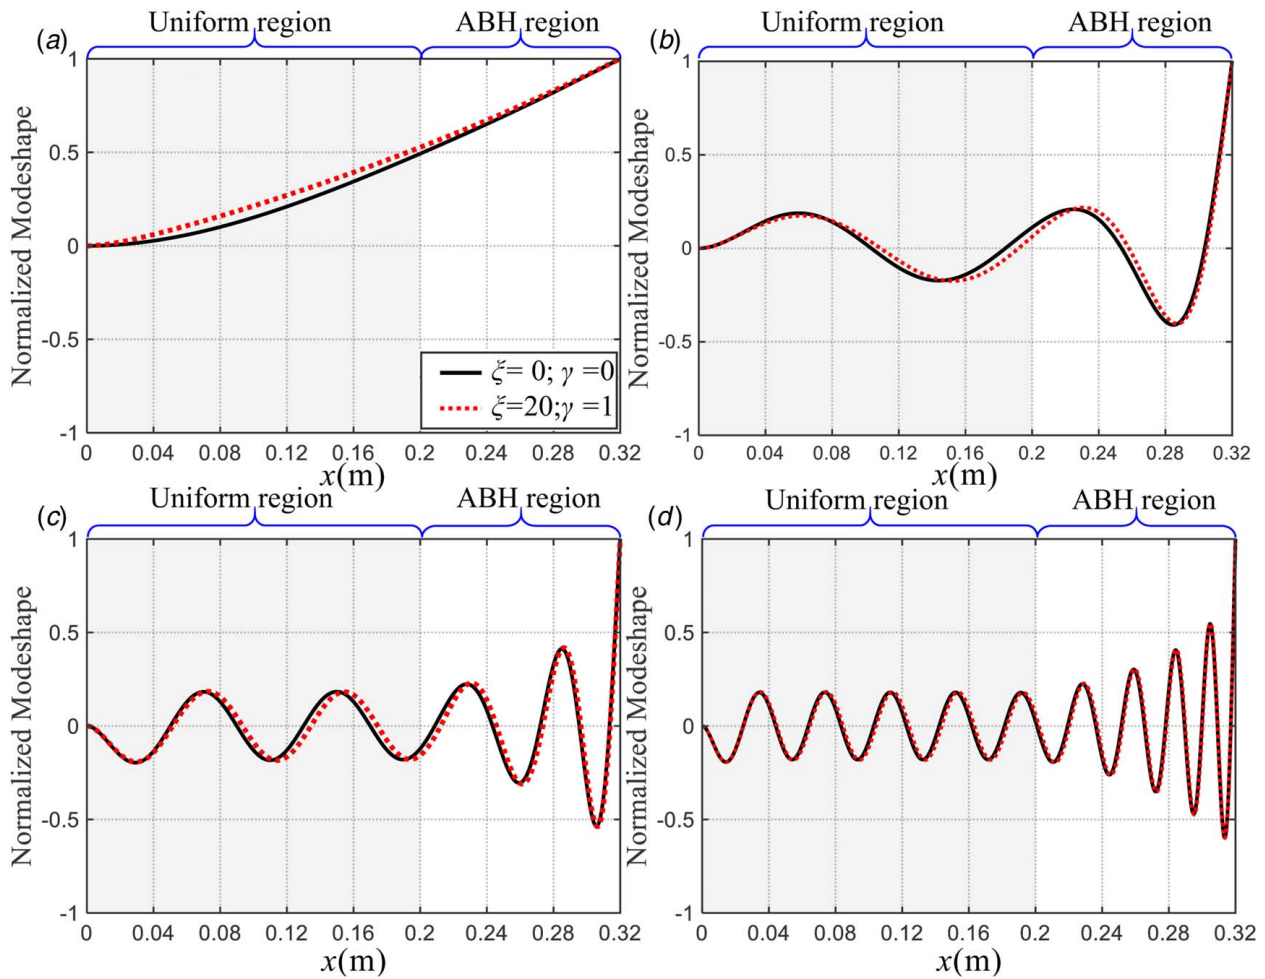 (a) Uniform region ABH region
Normalized Modeshape
1
0.5
0
-0.5
-1
ξ= 0; γ =0
ξ=20;γ =1
0 0.04 0.08 0.12 0.16 0.2 0.24 0.28 0.32
x(m)
(b) Uniform region ABH region
Normalized Modeshape
1
0.5
0
-0.5
-1
0 0.04 0.08 0.12 0.16 0.2 0.24 0.28 0.32
x(m)
(c) Uniform region ABH region
Normalized Modeshape
1
0.5
0
-0.5
-1
0 0.04 0.08 0.12 0.16 0.2 0.24 0.28 0.32
x(m)
(d) Uniform region ABH region
Normalized Modeshape
1
0.5
0
-0.5
-1
0 0.04 0.08 0.12 0.16 0.2 0.24 0.28 0.32
x(m)